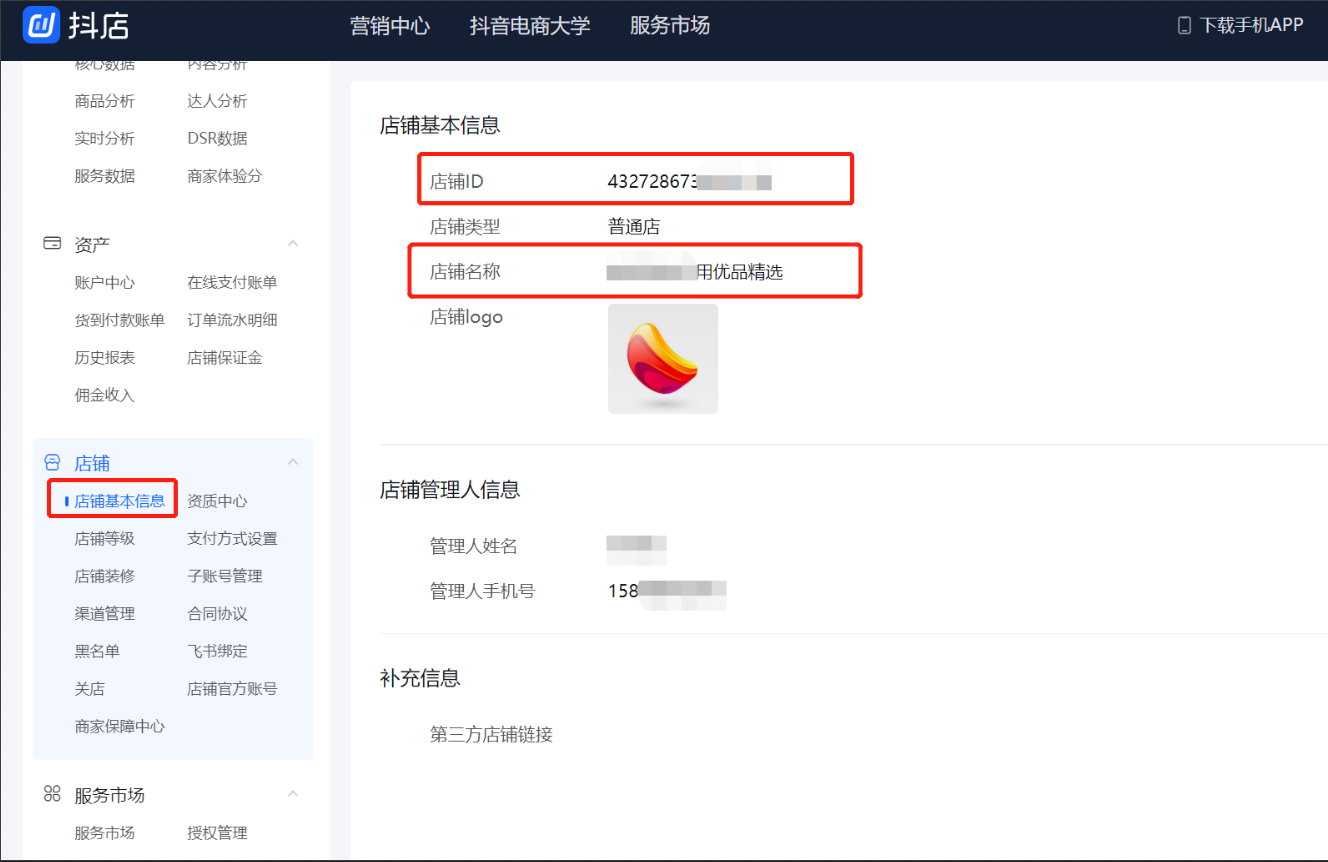 抖店
营销中心 抖音电商大学 服务市场
下载手机APP
核心数据 内容分析
商品分析 达人分析
实时分析 DSR数据
服务数据 商家体验分
资产
账户中心 在线支付账单
货到付款账单 订单流水明细
历史报表 店铺保证金
佣金收入
店铺
店铺基本信息 资质中心
店铺等级 支付方式设置
店铺装修 子账号管理
渠道管理 合同协议
黑名单 飞书绑定
关店 店铺官方账号
商家保障中心
服务市场
服务市场 授权管理
店铺基本信息
店铺ID 432728673
店铺类型 普通店
店铺名称 用优品精选
店铺logo
店铺管理人信息
管理人姓名
管理人手机号 158
补充信息
第三方店铺链接